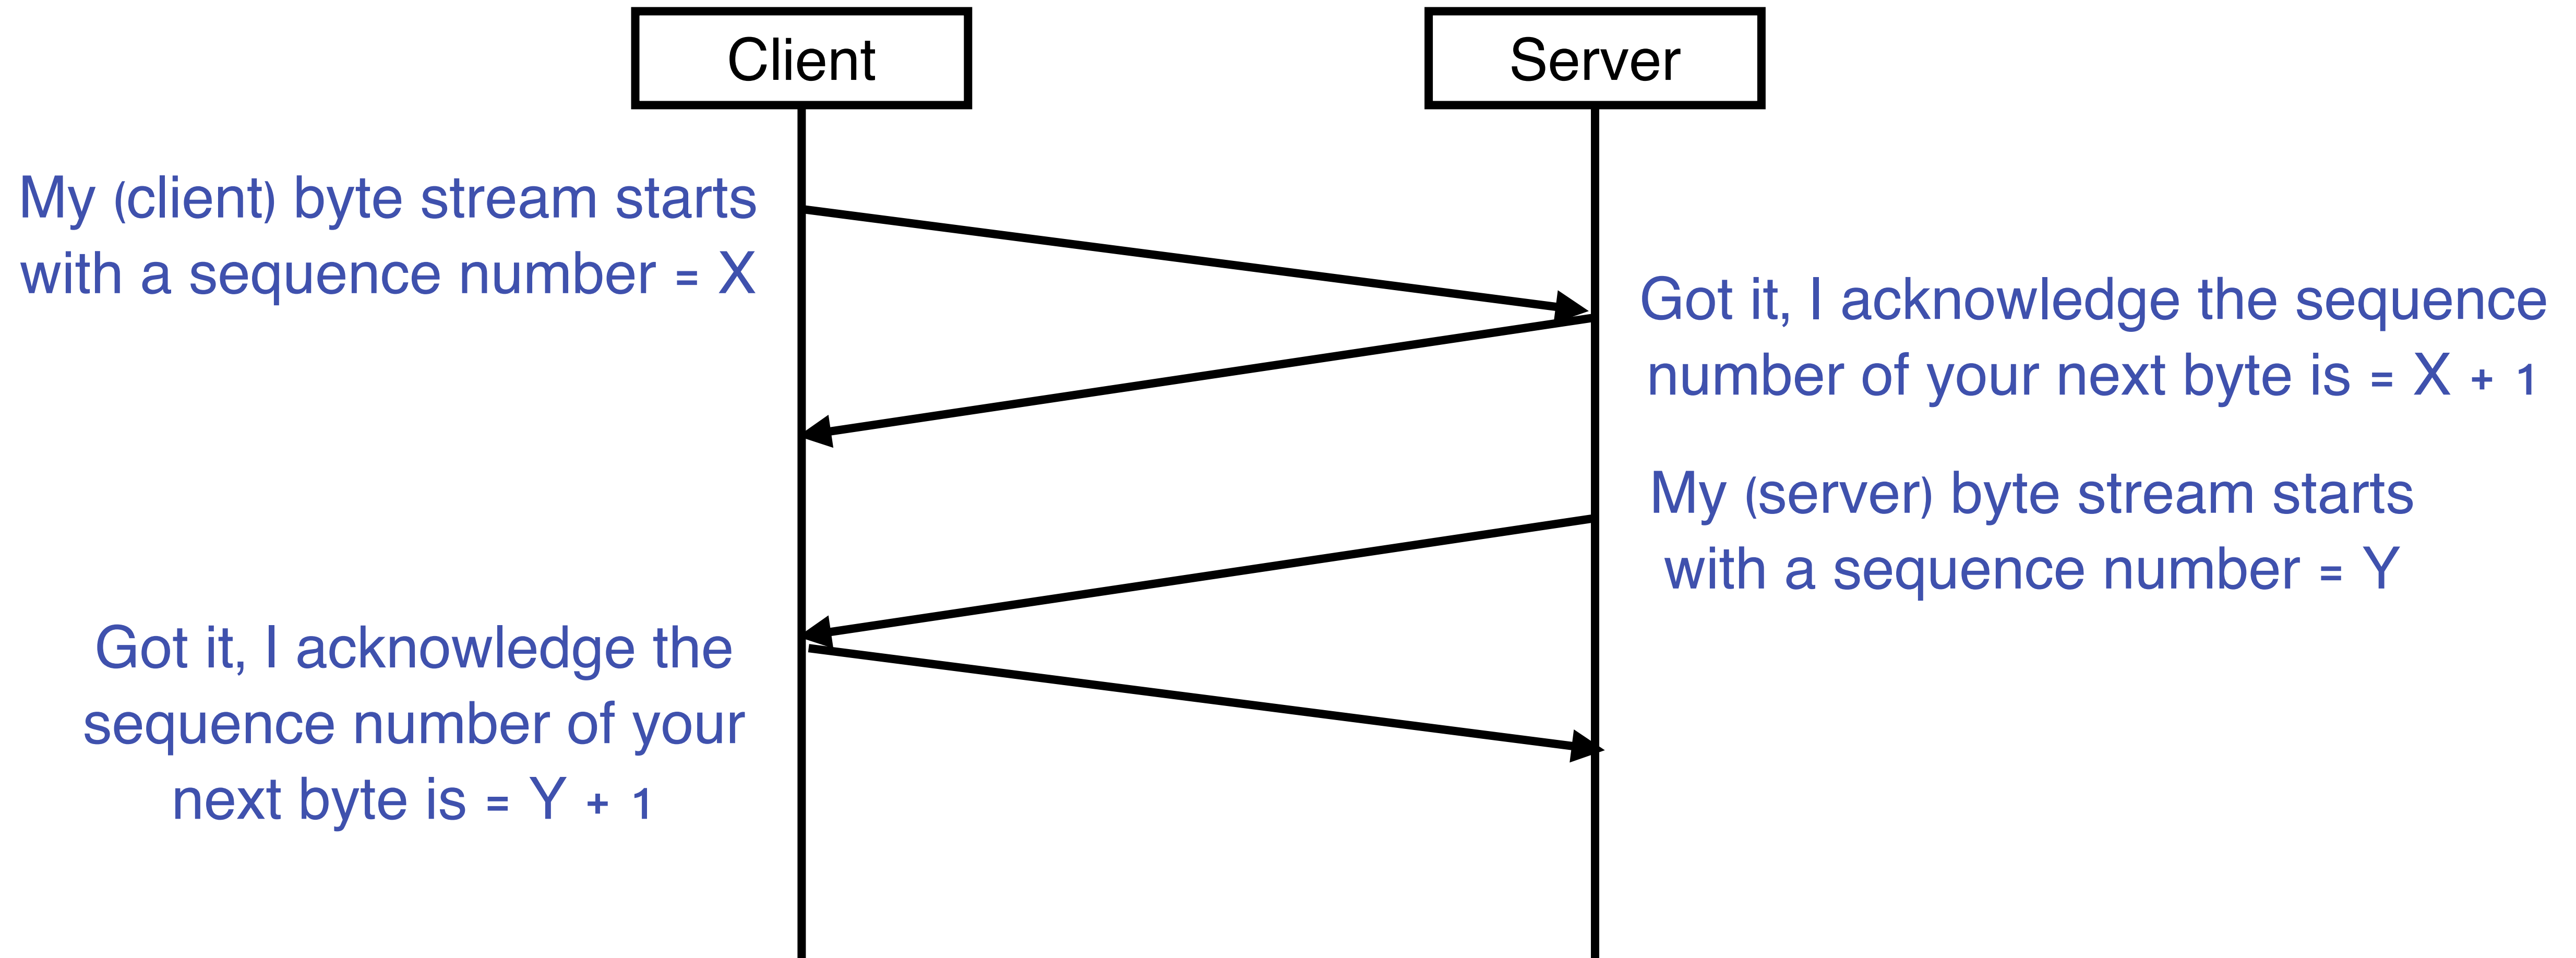 Client
Server
My (client) byte stream starts
with a sequence number = X
Got it, I acknowledge the sequence
number of your next byte is = X + 1
My (server) byte stream starts
with a sequence number = Y
Got it, I acknowledge the
sequence number of your
next byte is = Y + 1